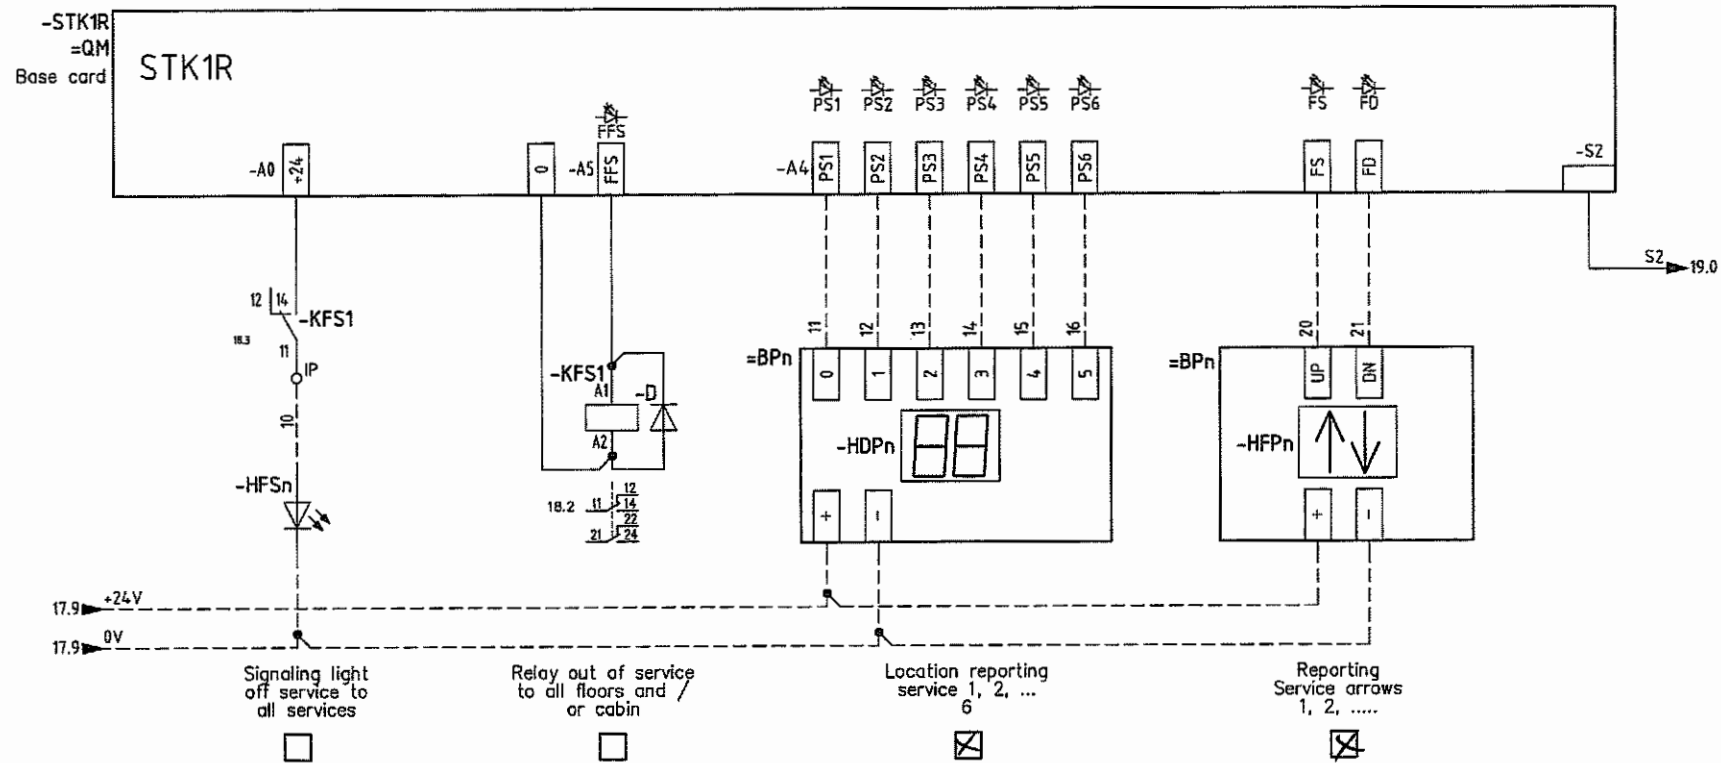 -STK1R
=QM
Base card
STK1R
PS1 PS2 PS3 PS4 PS5 PS6
FS FD
FFS
-A0 +24
0 -A5 FFS
-A4 PS1 PS2 PS3 PS4 PS5 PS6
FS FD
-S2
S2 19.0
12 14 -KFS1
18.3
11
IP
10
-HFSn
-KFS1
A1 -D
A2
12
18.2 11 14
22
21 24
11 12 13 14 15 16
=BPn 0 1 2 3 4 5
-HDPn
+ -
20 21
=BPn UP DN
-HFPn
+ -
17.9 +24V
17.9 0V
Signaling light
off service to
all services
Relay out of service
to all floors and /
or cabin
Location reporting
service 1, 2, ...
6
Reporting
Service arrows
1, 2, .....